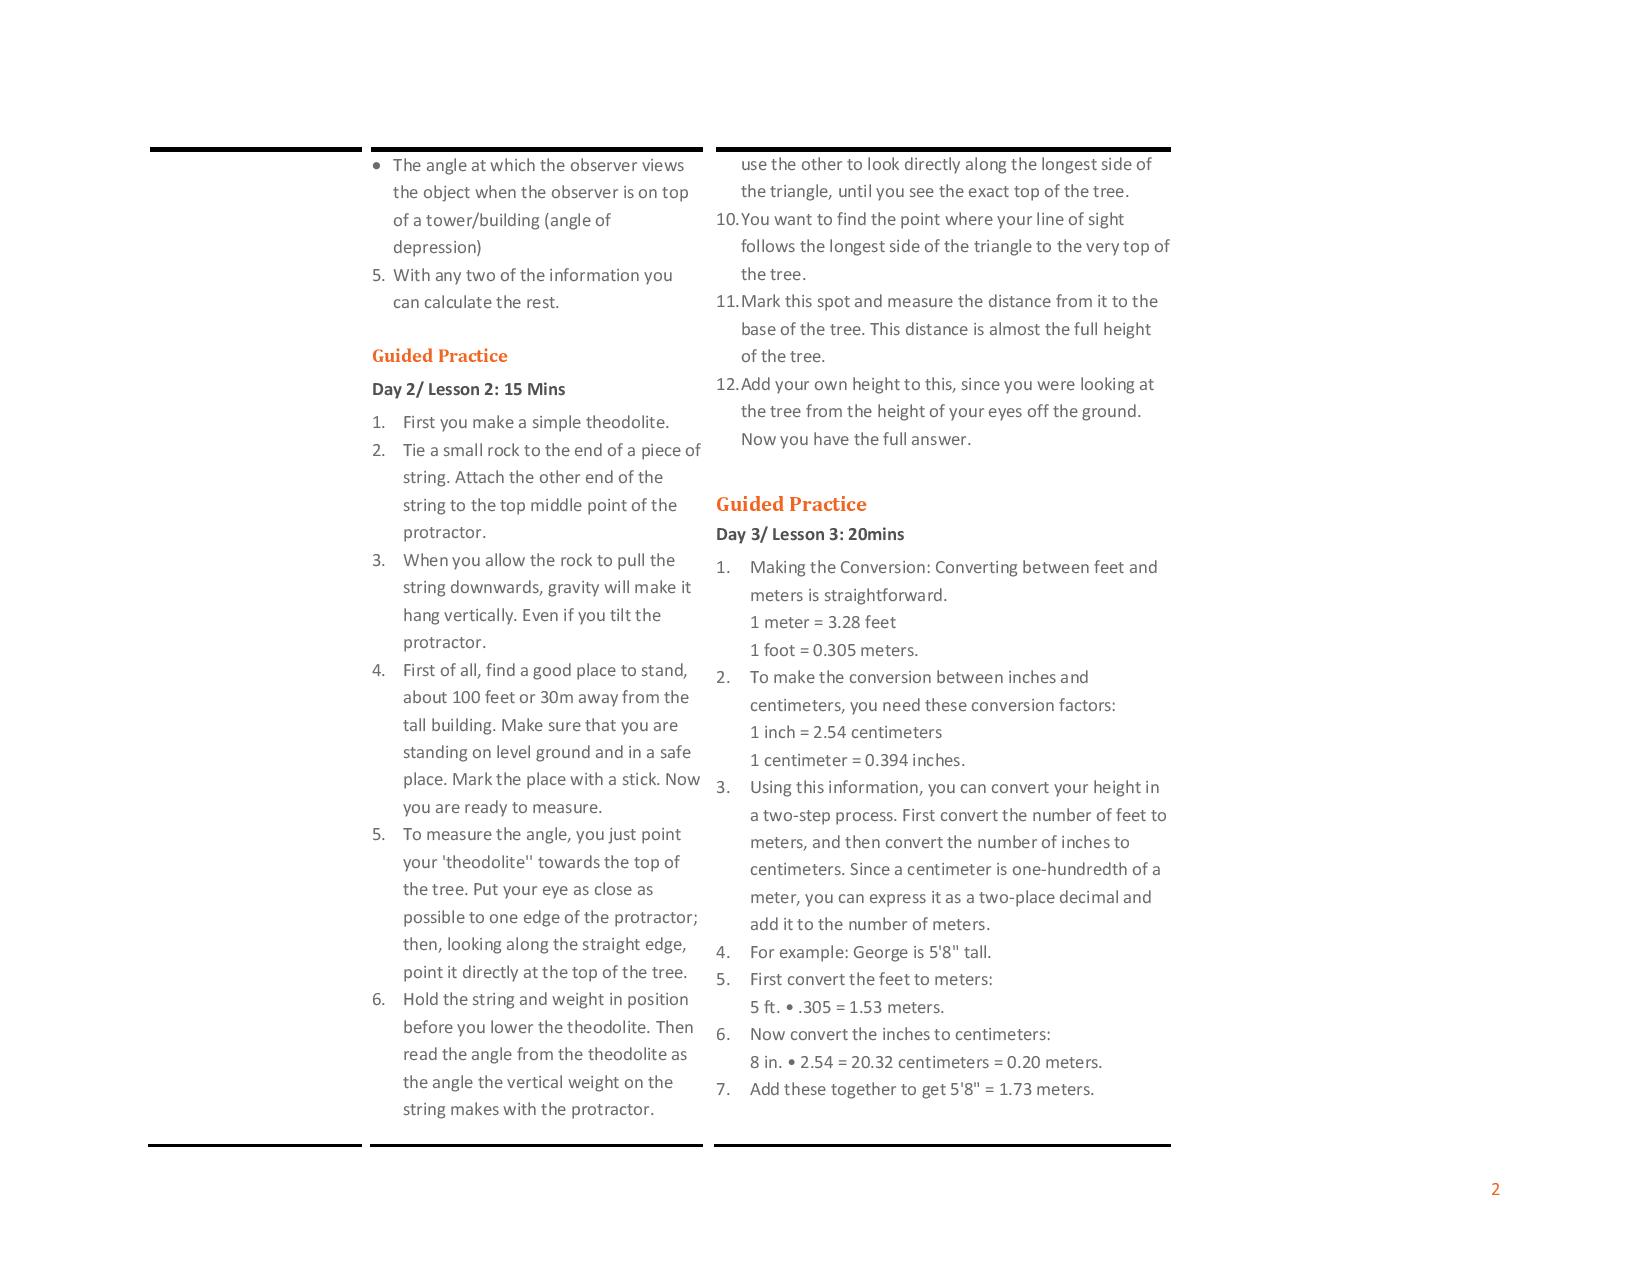 • The angle at which the observer views
the object when the observer is on top
of a tower/building (angle of
depression)
5. With any two of the information you
can calculate the rest.
Guided Practice
Day 2/ Lesson 2: 15 Mins
1. First you make a simple theodolite.
2. Tie a small rock to the end of a piece of
string. Attach the other end of the
string to the top middle point of the
protractor.
3. When you allow the rock to pull the
string downwards, gravity will make it
hang vertically. Even if you tilt the
protractor.
4. First of all, find a good place to stand,
about 100 feet or 30m away from the
tall building. Make sure that you are
standing on level ground and in a safe
place. Mark the place with a stick. Now
you are ready to measure.
5. To measure the angle, you just point
your 'theodolite'' towards the top of
the tree. Put your eye as close as
possible to one edge of the protractor;
then, looking along the straight edge,
point it directly at the top of the tree.
6. Hold the string and weight in position
before you lower the theodolite. Then
read the angle from the theodolite as
the angle the vertical weight on the
string makes with the protractor.
use the other to look directly along the longest side of
the triangle, until you see the exact top of the tree.
10. You want to find the point where your line of sight
follows the longest side of the triangle to the very top of
the tree.
11. Mark this spot and measure the distance from it to the
base of the tree. This distance is almost the full height
of the tree.
12. Add your own height to this, since you were looking at
the tree from the height of your eyes off the ground.
Now you have the full answer.
Guided Practice
Day 3/ Lesson 3: 20mins
1. Making the Conversion: Converting between feet and
meters is straightforward.
1 meter = 3.28 feet
1 foot = 0.305 meters.
2. To make the conversion between inches and
centimeters, you need these conversion factors:
1 inch = 2.54 centimeters
1 centimeter = 0.394 inches.
3. Using this information, you can convert your height in
a two-step process. First convert the number of feet to
meters, and then convert the number of inches to
centimeters. Since a centimeter is one-hundredth of a
meter, you can express it as a two-place decimal and
add it to the number of meters.
4. For example: George is 5'8" tall.
5. First convert the feet to meters:
5 ft. • .305 = 1.53 meters.
6. Now convert the inches to centimeters:
8 in. • 2.54 = 20.32 centimeters = 0.20 meters.
7. Add these together to get 5'8" = 1.73 meters.
2